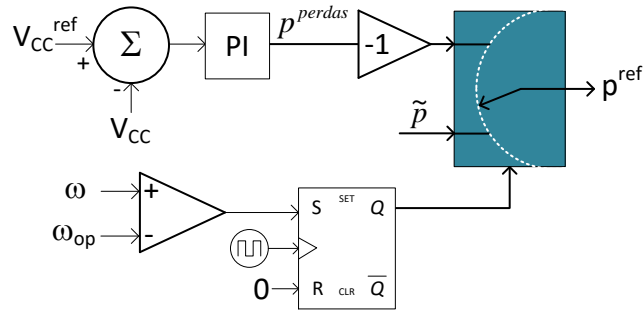 V_CC^ref
+
Σ
PI
p^perdas
-1
p^ref
-
V_CC
p̃
ω
+
ω_op
-
S SET Q
R CLR Q̅
0